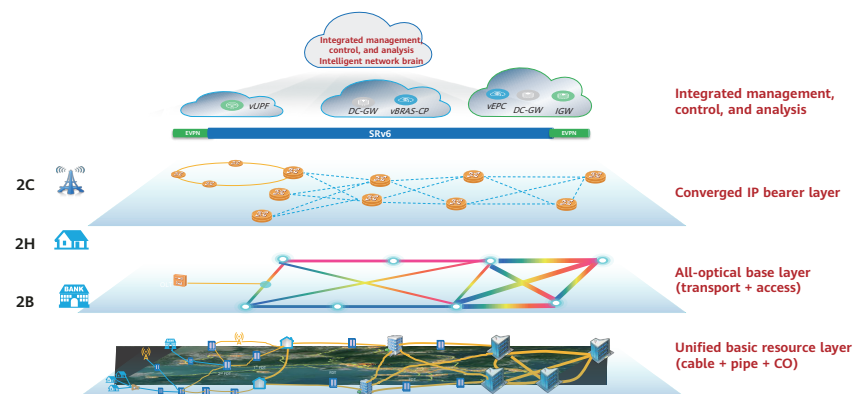 Integrated management,
control, and analysis
Intelligent network brain
vUPF
DC-GW
vBRAS-CP
vEPC
DC-GW
IGW
Integrated management,
control, and analysis
EVPN
SRv6
EVPN
2C
Converged IP bearer layer
2H
All-optical base layer
(transport + access)
BANK
2B
Unified basic resource layer
(cable + pipe + CO)